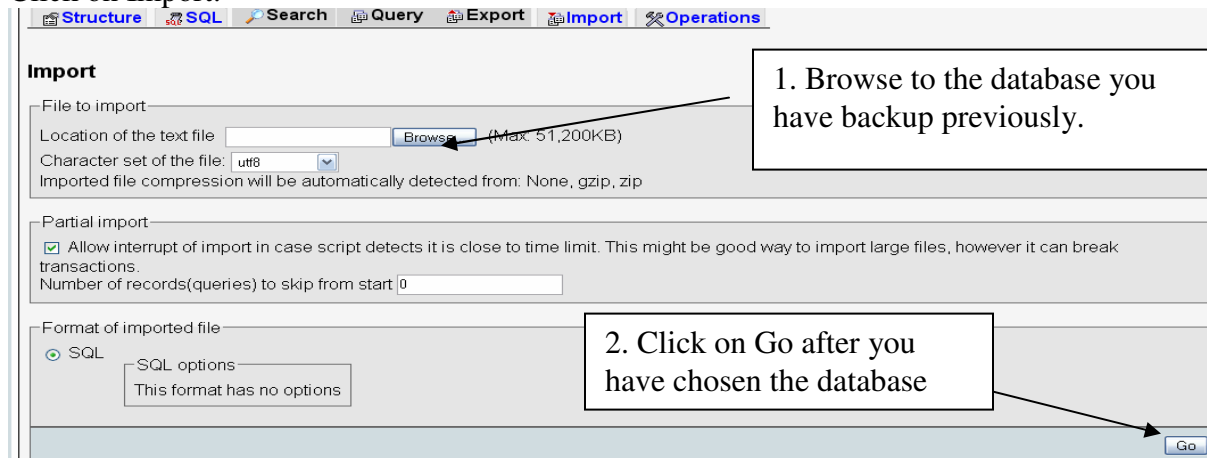 Click on Import.
Structure SQL Search Query Export Import Operations
Import
1. Browse to the database you
have backup previously.
File to import
Location of the text file Browse... (Max: 51,200KB)
Character set of the file: utf8
Imported file compression will be automatically detected from: None, gzip, zip
Partial import
Allow interrupt of import in case script detects it is close to time limit. This might be good way to import large files, however it can break
transactions.
Number of records(queries) to skip from start 0
Format of imported file
SQL
SQL options
This format has no options
2. Click on Go after you
have chosen the database
Go